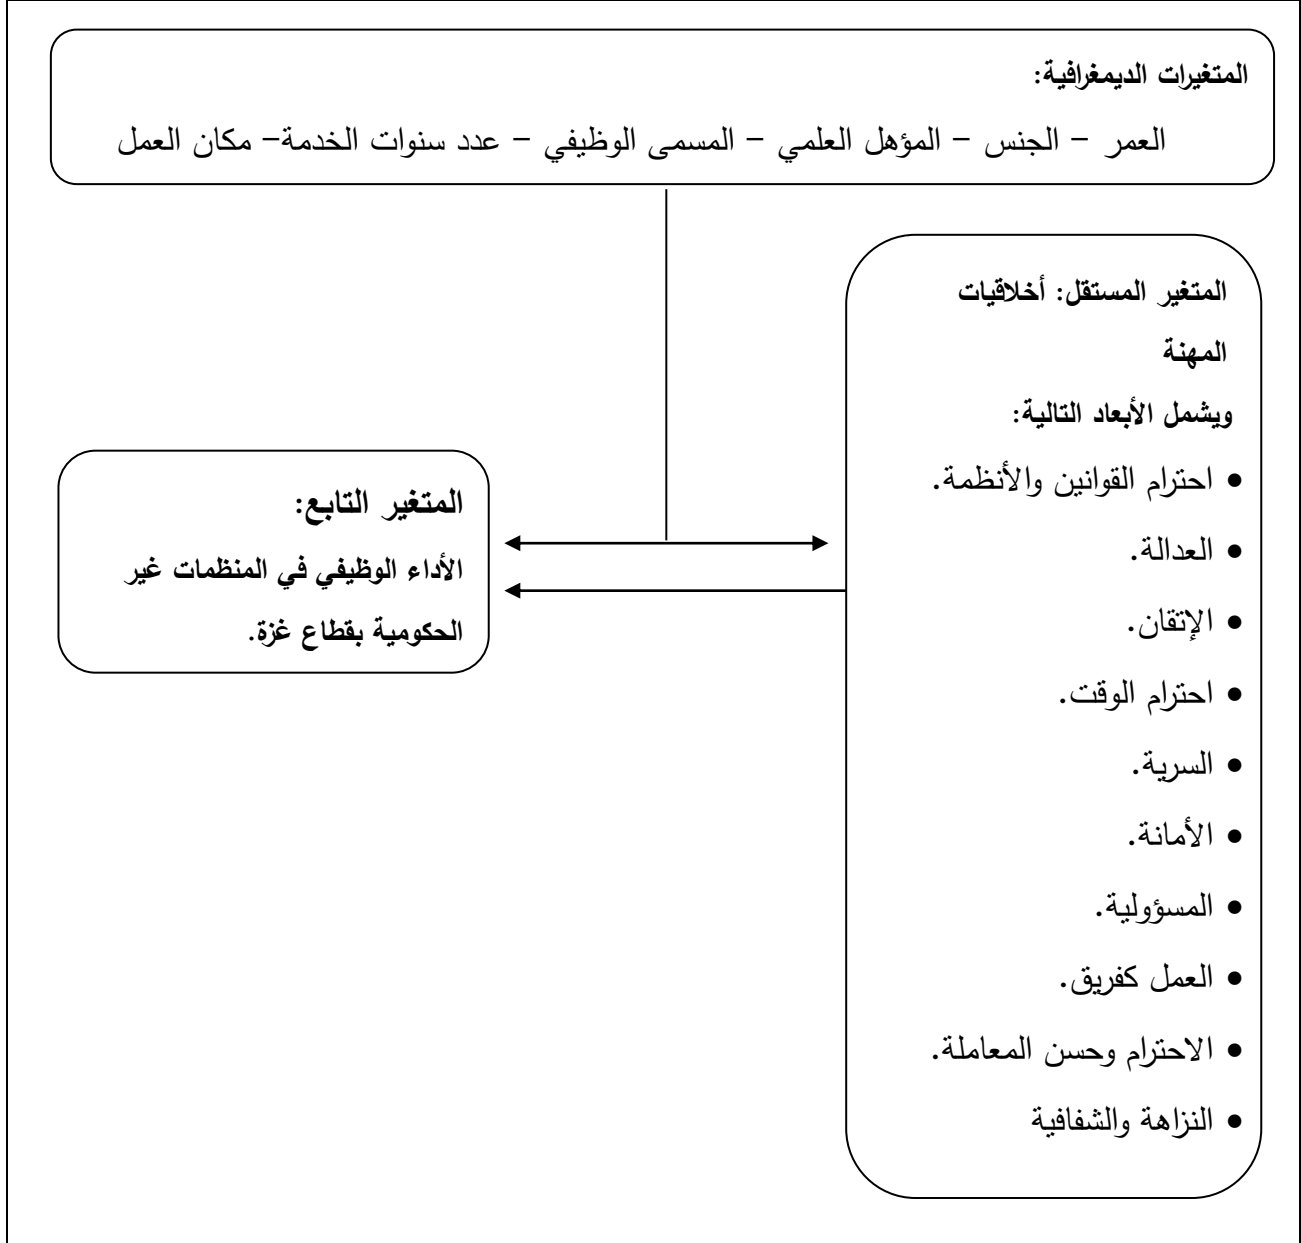 المتغيرات الديمغرافية:
العمر – الجنس – المؤهل العلمي – المسمى الوظيفي – عدد سنوات الخدمة– مكان العمل
المتغير المستقل: أخلاقيات
المهنة
ويشمل الأبعاد التالية:
• احترام القوانين والأنظمة.
• العدالة.
• الإتقان.
• احترام الوقت.
• السرية.
• الأمانة.
• المسؤولية.
• العمل كفريق.
• الاحترام وحسن المعاملة.
• النزاهة والشفافية
المتغير التابع:
الأداء الوظيفي في المنظمات غير
الحكومية بقطاع غزة.